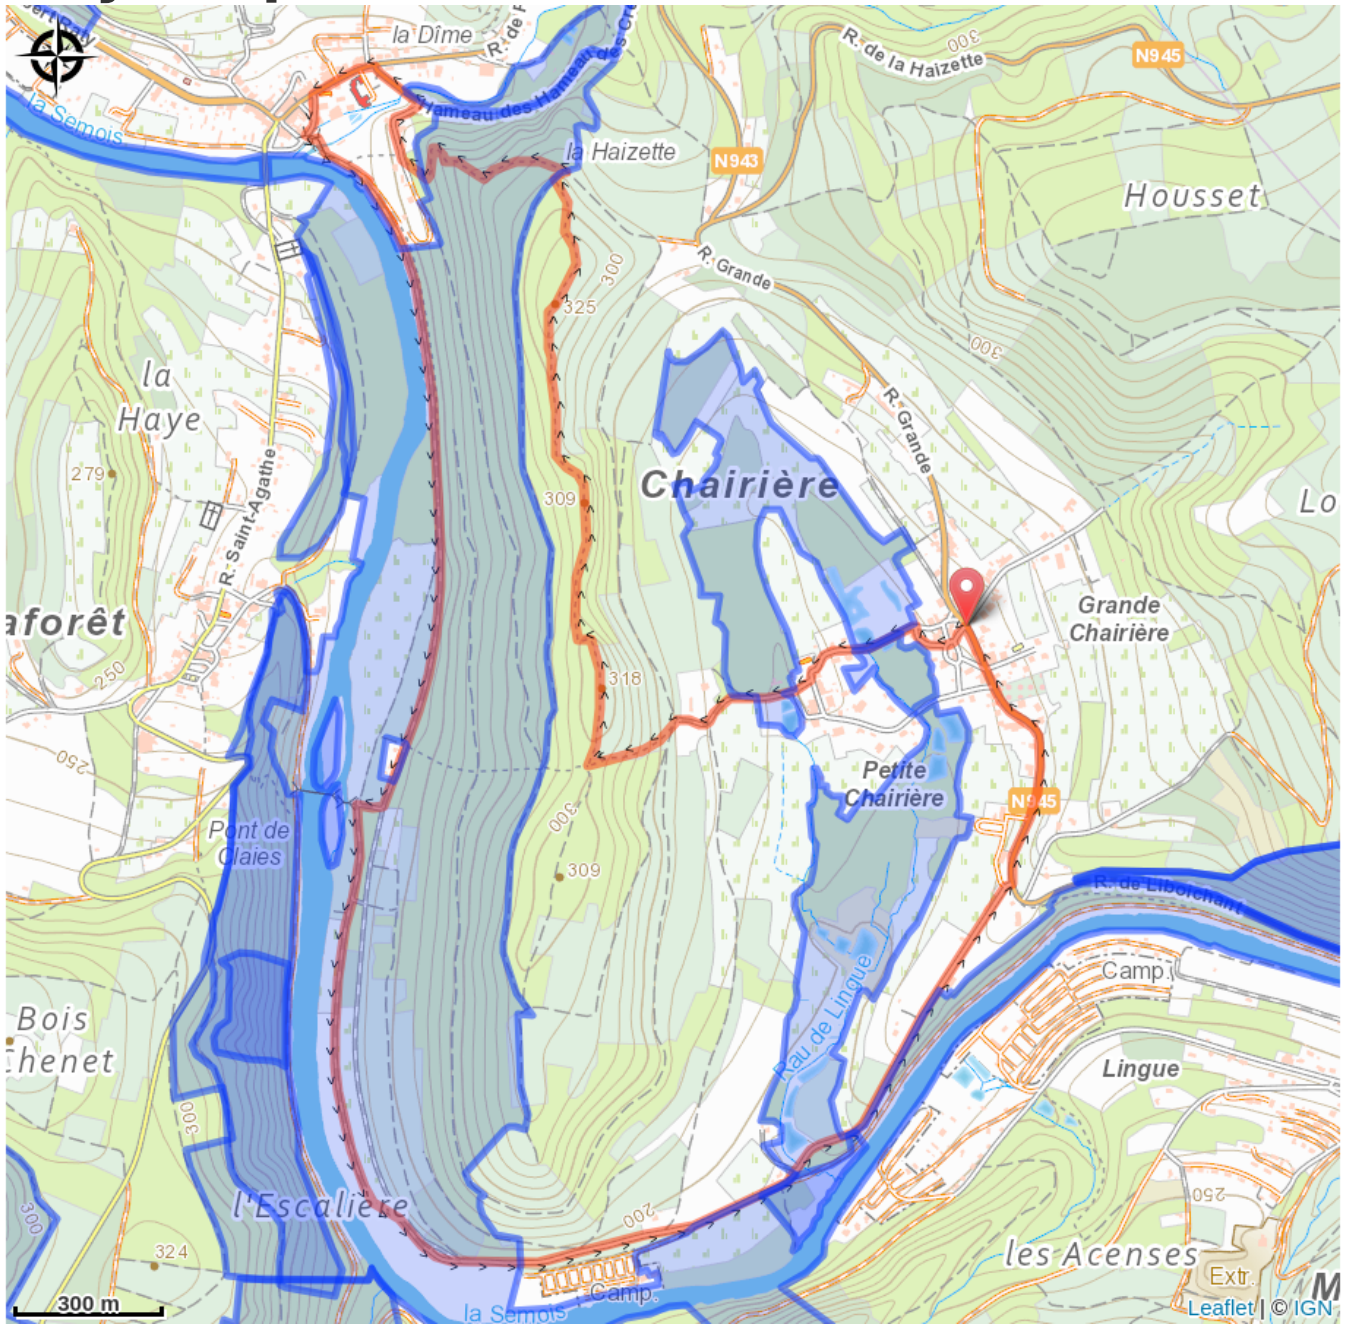 la Dîme
R. de la Haizette
300
N945
la Semois
Hameau des Hameau des Cre
la Haizette
N943
Housset
R. Grande
300
325
300
la
Haye
R. Grande
279
R. Saint-Agathe
309
Chairière
Lo
aforêt
Grande
Chairière
250
318
250
Petite
Chairière
N945
300
Pont de
Claies
309
R. de Liboichant
Camp.
Rau de Lingue
Bois
Chenet
Lingue
300
l'Escalière
200
250
300
324
les Acenses
Extr.
M
Camp.
300 m
la Semois
Leaflet | © IGN